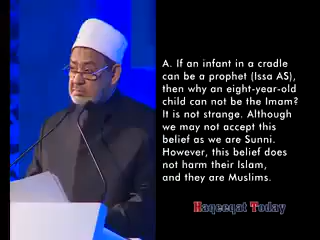 A. If an infant in a cradle
can be a prophet (Issa AS),
then why an eight-year-old
child can not be the Imam?
It is not strange. Although
we may not accept this
belief as we are Sunni.
However, this belief does
not harm their Islam,
and they are Muslims.
Haqeeqat Today